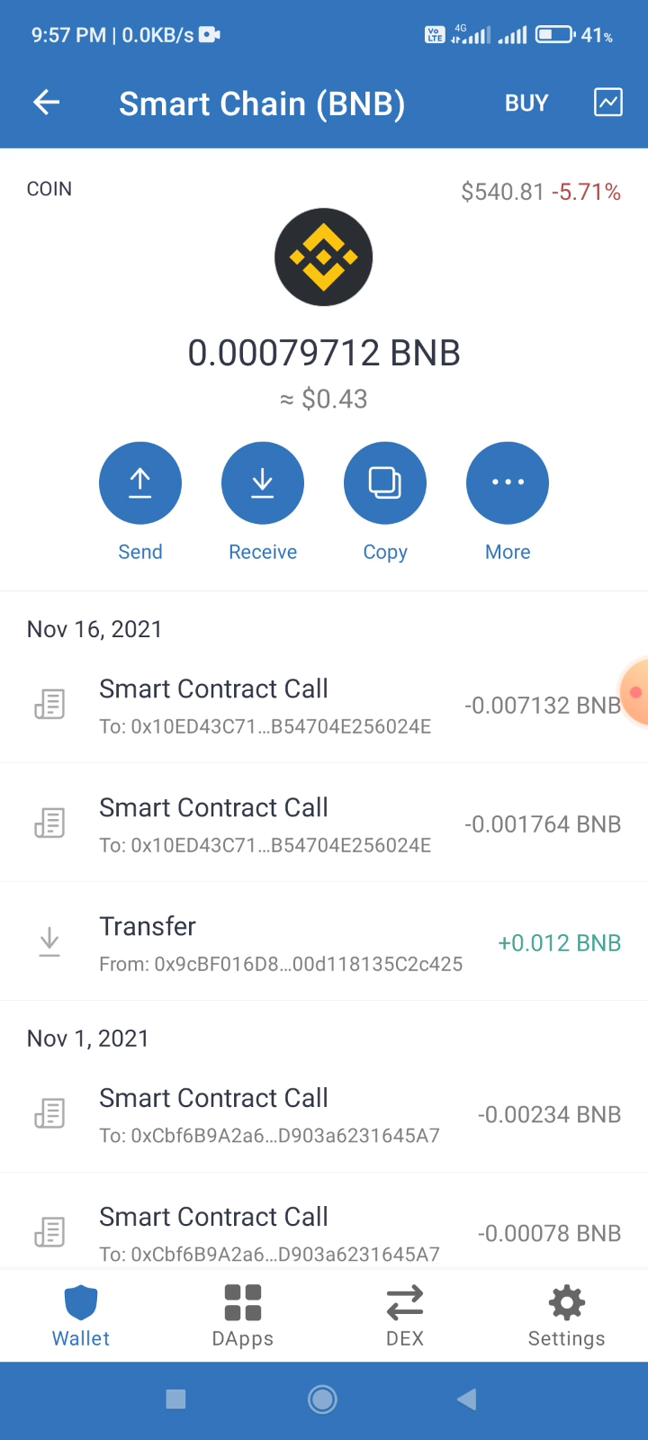 9:57 PM | 0.0KB/s
Vo LTE 4G 41%
Smart Chain (BNB) BUY
COIN $540.81 -5.71%
0.00079712 BNB
≈ $0.43
Send Receive Copy More
Nov 16, 2021
Smart Contract Call
-0.007132 BNB
To: 0x10ED43C71...B54704E256024E
Smart Contract Call
-0.001764 BNB
To: 0x10ED43C71...B54704E256024E
Transfer
+0.012 BNB
From: 0x9cBF016D8...00d118135C2c425
Nov 1, 2021
Smart Contract Call
-0.00234 BNB
To: 0xCbf6B9A2a6...D903a6231645A7
Smart Contract Call
-0.00078 BNB
To: 0xCbf6B9A2a6...D903a6231645A7
Wallet DApps DEX Settings